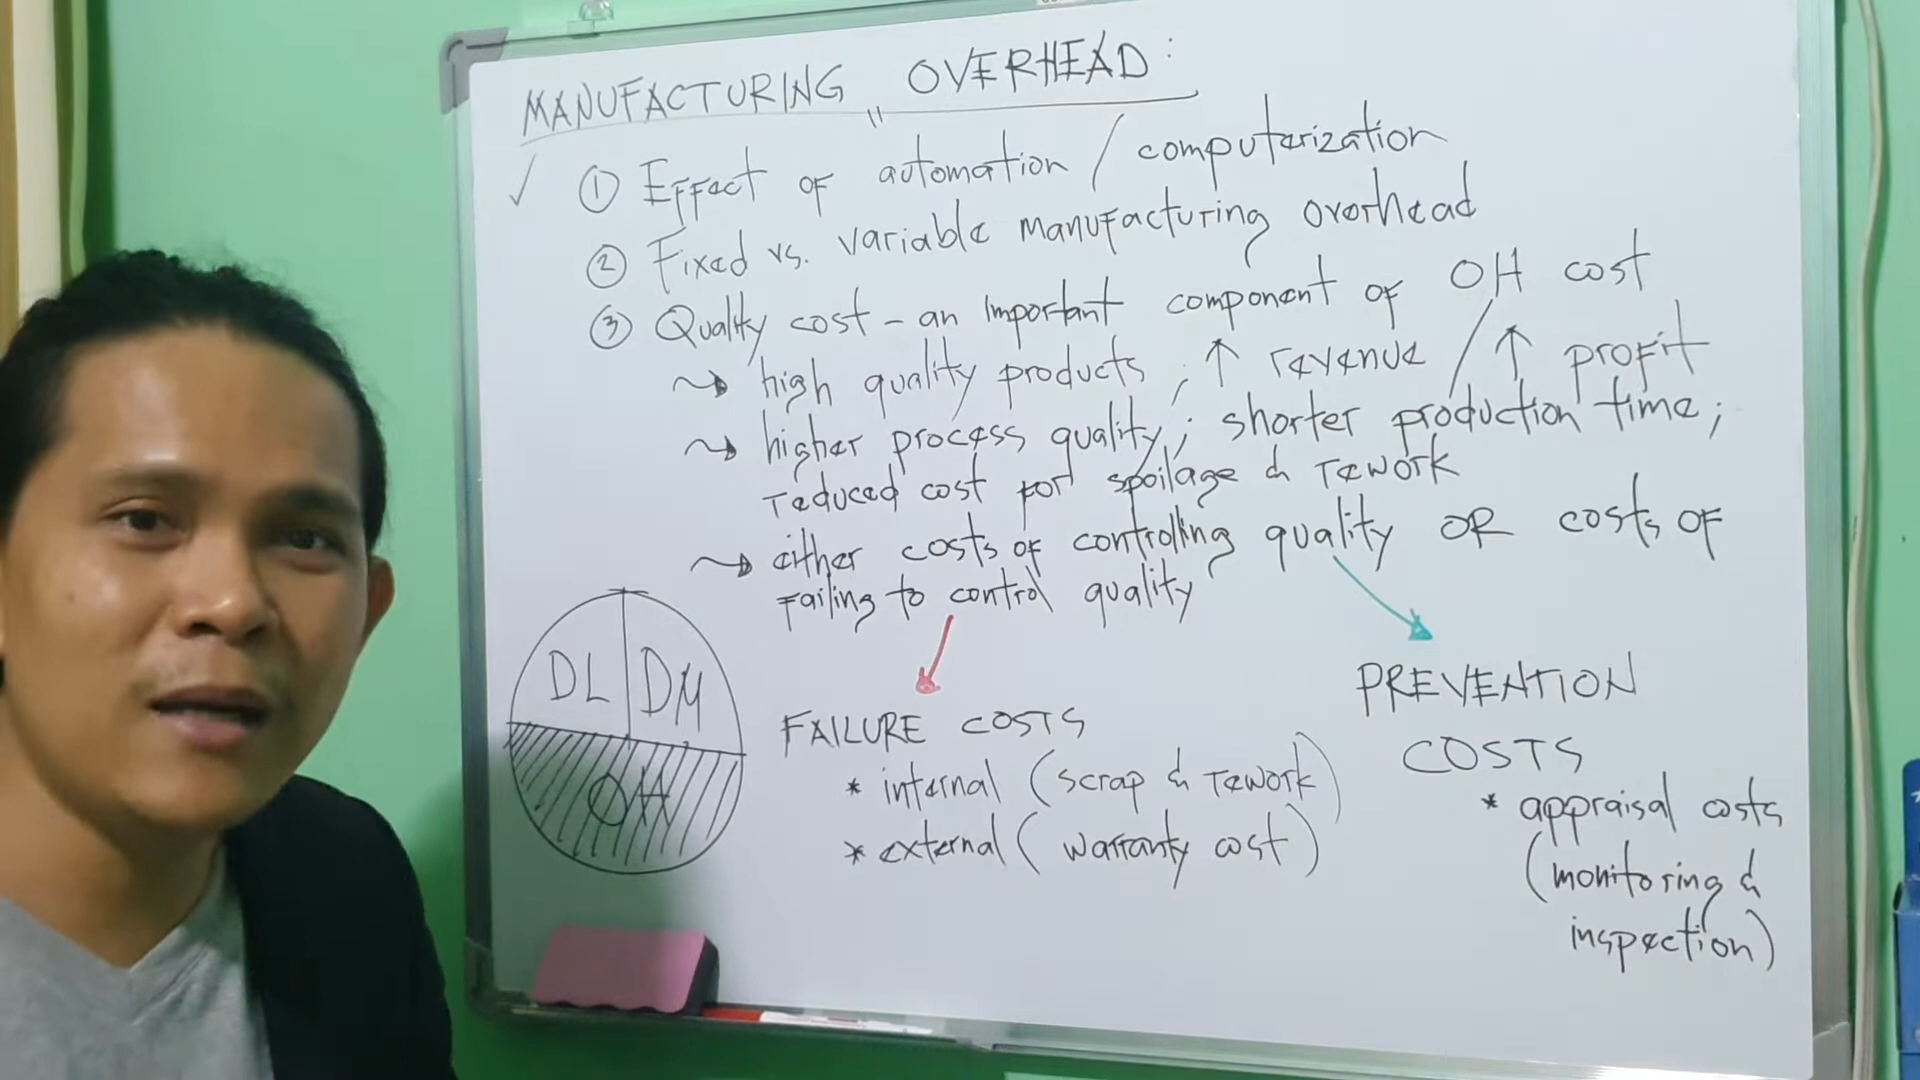 MANUFACTURING OVERHEAD:
✓ ① Effect of automation / computerization
② Fixed vs. variable manufacturing overhead
③ Quality cost – an important component of OH cost
high quality products ; ↑ revenue / ↑ profit
higher process quality ; shorter production time ;
reduced cost for spoilage & rework
either costs of controlling quality OR costs of
failing to control quality
DL DM
OH
FAILURE COSTS
* internal (scrap & rework)
* external (warranty cost)
PREVENTION
COSTS
* appraisal costs
(monitoring &
inspection)